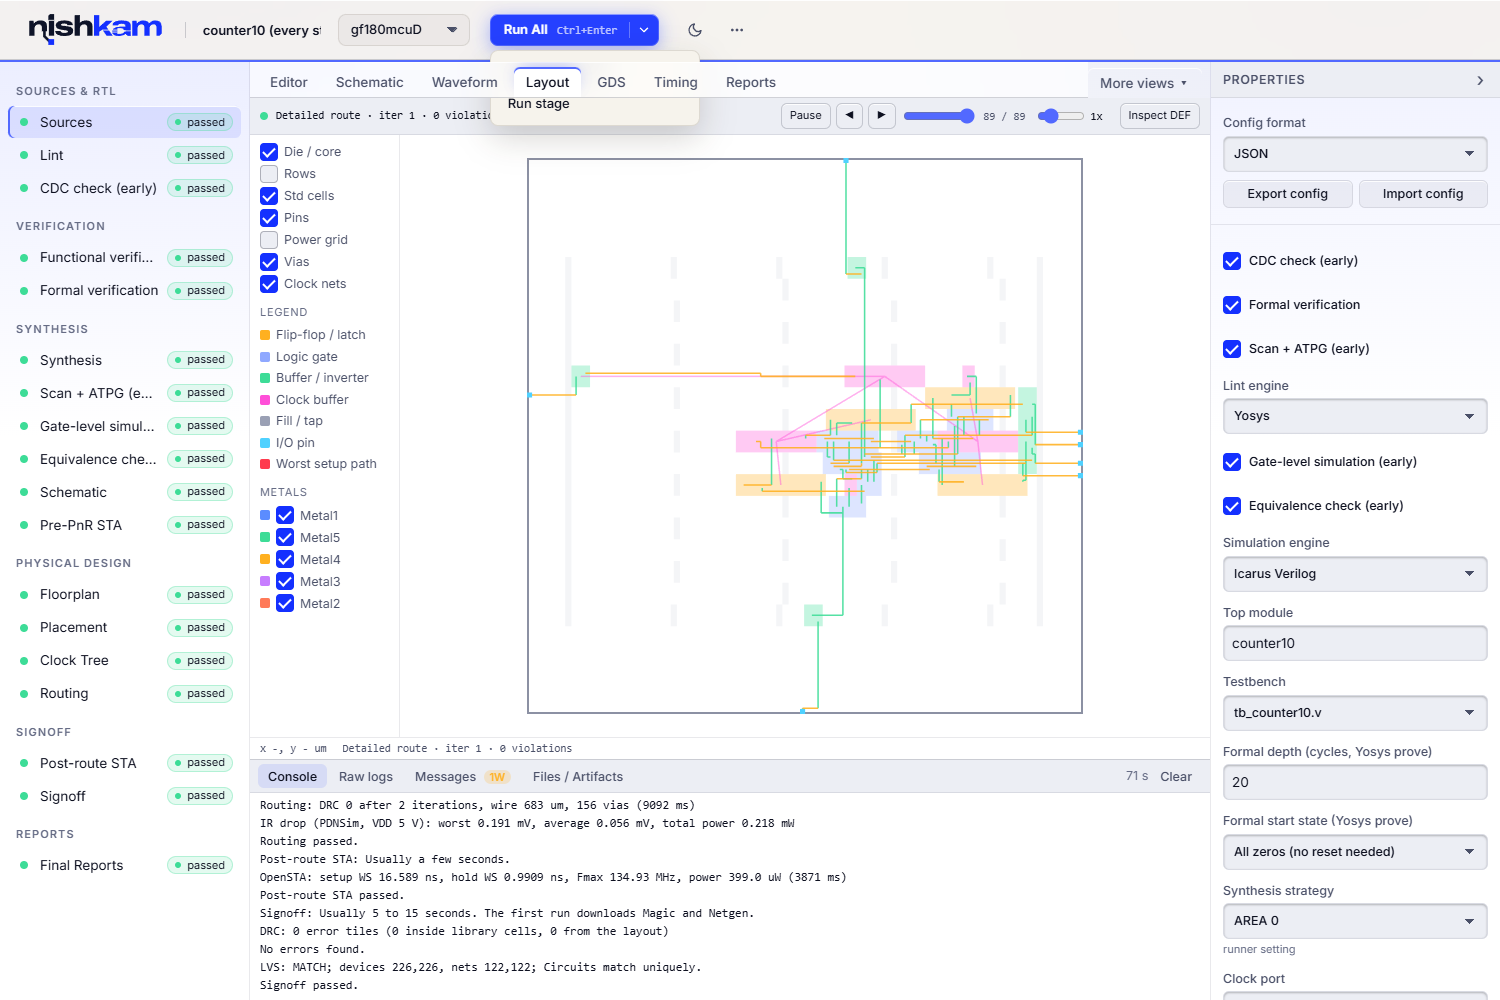 nishkam
counter10 (every
gf180mcuD
Run All Ctrl+Enter
Editor
Schematic
Waveform
Layout
GDS
Timing
Reports
More views
Run stage
Detailed route · iter 1 · 0
Pause
89 / 89
1x
Inspect DEF
SOURCES & RTL
Sources passed
Lint passed
CDC check (early) passed
VERIFICATION
Functional verifi... passed
Formal verification passed
SYNTHESIS
Synthesis passed
Scan + ATPG (e... passed
Gate-level simul... passed
Equivalence che... passed
Schematic passed
Pre-PnR STA passed
PHYSICAL DESIGN
Floorplan passed
Placement passed
Clock Tree passed
Routing passed
SIGNOFF
Post-route STA passed
Signoff passed
REPORTS
Final Reports passed
Die / core
Rows
Std cells
Pins
Power grid
Vias
Clock nets
LEGEND
Flip-flop / latch
Logic gate
Buffer / inverter
Clock buffer
Fill / tap
I/O pin
Worst setup path
METALS
Metal1
Metal5
Metal4
Metal3
Metal2
x -, y - um Detailed route · iter 1 · 0 violations
Console
Raw logs
Messages 1W
Files / Artifacts
71 s
Clear
Routing: DRC 0 after 2 iterations, wire 683 um, 156 vias (9092 ms)
IR drop (PDNSim, VDD 5 V): worst 0.191 mV, average 0.056 mV, total power 0.218 mW
Routing passed.
Post-route STA: Usually a few seconds.
OpenSTA: setup WS 16.589 ns, hold WS 0.9909 ns, Fmax 134.93 MHz, power 399.0 uW (3871 ms)
Post-route STA passed.
Signoff: Usually 5 to 15 seconds. The first run downloads Magic and Netgen.
DRC: 0 error tiles (0 inside library cells, 0 from the layout)
No errors found.
LVS: MATCH; devices 226,226, nets 122,122; Circuits match uniquely.
Signoff passed.
PROPERTIES
Config format
JSON
Export config
Import config
CDC check (early)
Formal verification
Scan + ATPG (early)
Lint engine
Yosys
Gate-level simulation (early)
Equivalence check (early)
Simulation engine
Icarus Verilog
Top module
counter10
Testbench
tb_counter10.v
Formal depth (cycles, Yosys prove)
20
Formal start state (Yosys prove)
All zeros (no reset needed)
Synthesis strategy
AREA 0
runner setting
Clock port